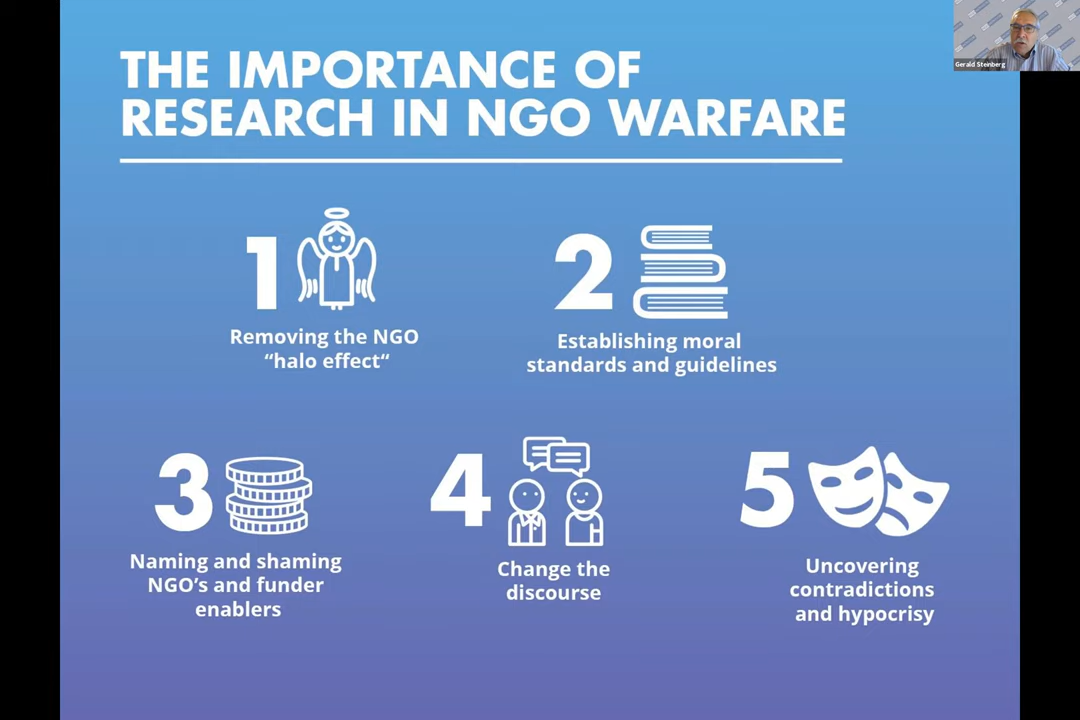 THE IMPORTANCE OF
RESEARCH IN NGO WARFARE
Gerald Steinberg
1
Removing the NGO
“halo effect“
2
Establishing moral
standards and guidelines
3
Naming and shaming
NGO’s and funder
enablers
4
Change the
discourse
5
Uncovering
contradictions
and hypocrisy